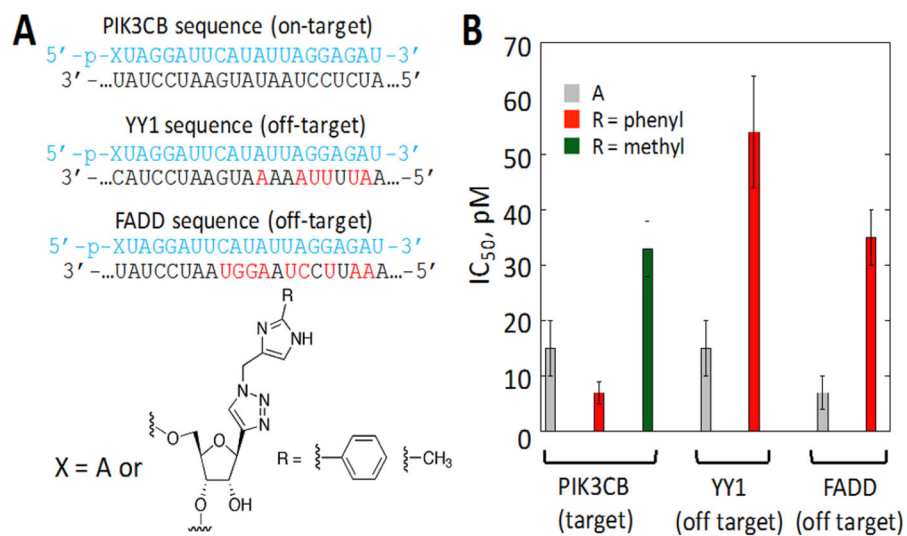 A
PIK3CB sequence (on-target)
5'-p-XUAGGAUUCAUAUUAGGAGAU-3'
3'-…UAUCCUAAGUAUAAUCCUCUA…-5'
YY1 sequence (off-target)
5'-p-XUAGGAUUCAUAUUAGGAGAU-3'
3'-…CAUCCUAAGUAAAAAUUUUAA…-5'
FADD sequence (off-target)
5'-p-XUAGGAUUCAUAUUAGGAGAU-3'
3'-…UAUCCUAAUGGAAUCCUUAAA…-5'
R
N
NH
N
N
N
O
O
O
OH
X = A or
R =
CH3
B
IC50, pM
70
60
50
40
30
20
10
0
A
R = phenyl
R = methyl
PIK3CB
(target)
YY1
(off target)
FADD
(off target)